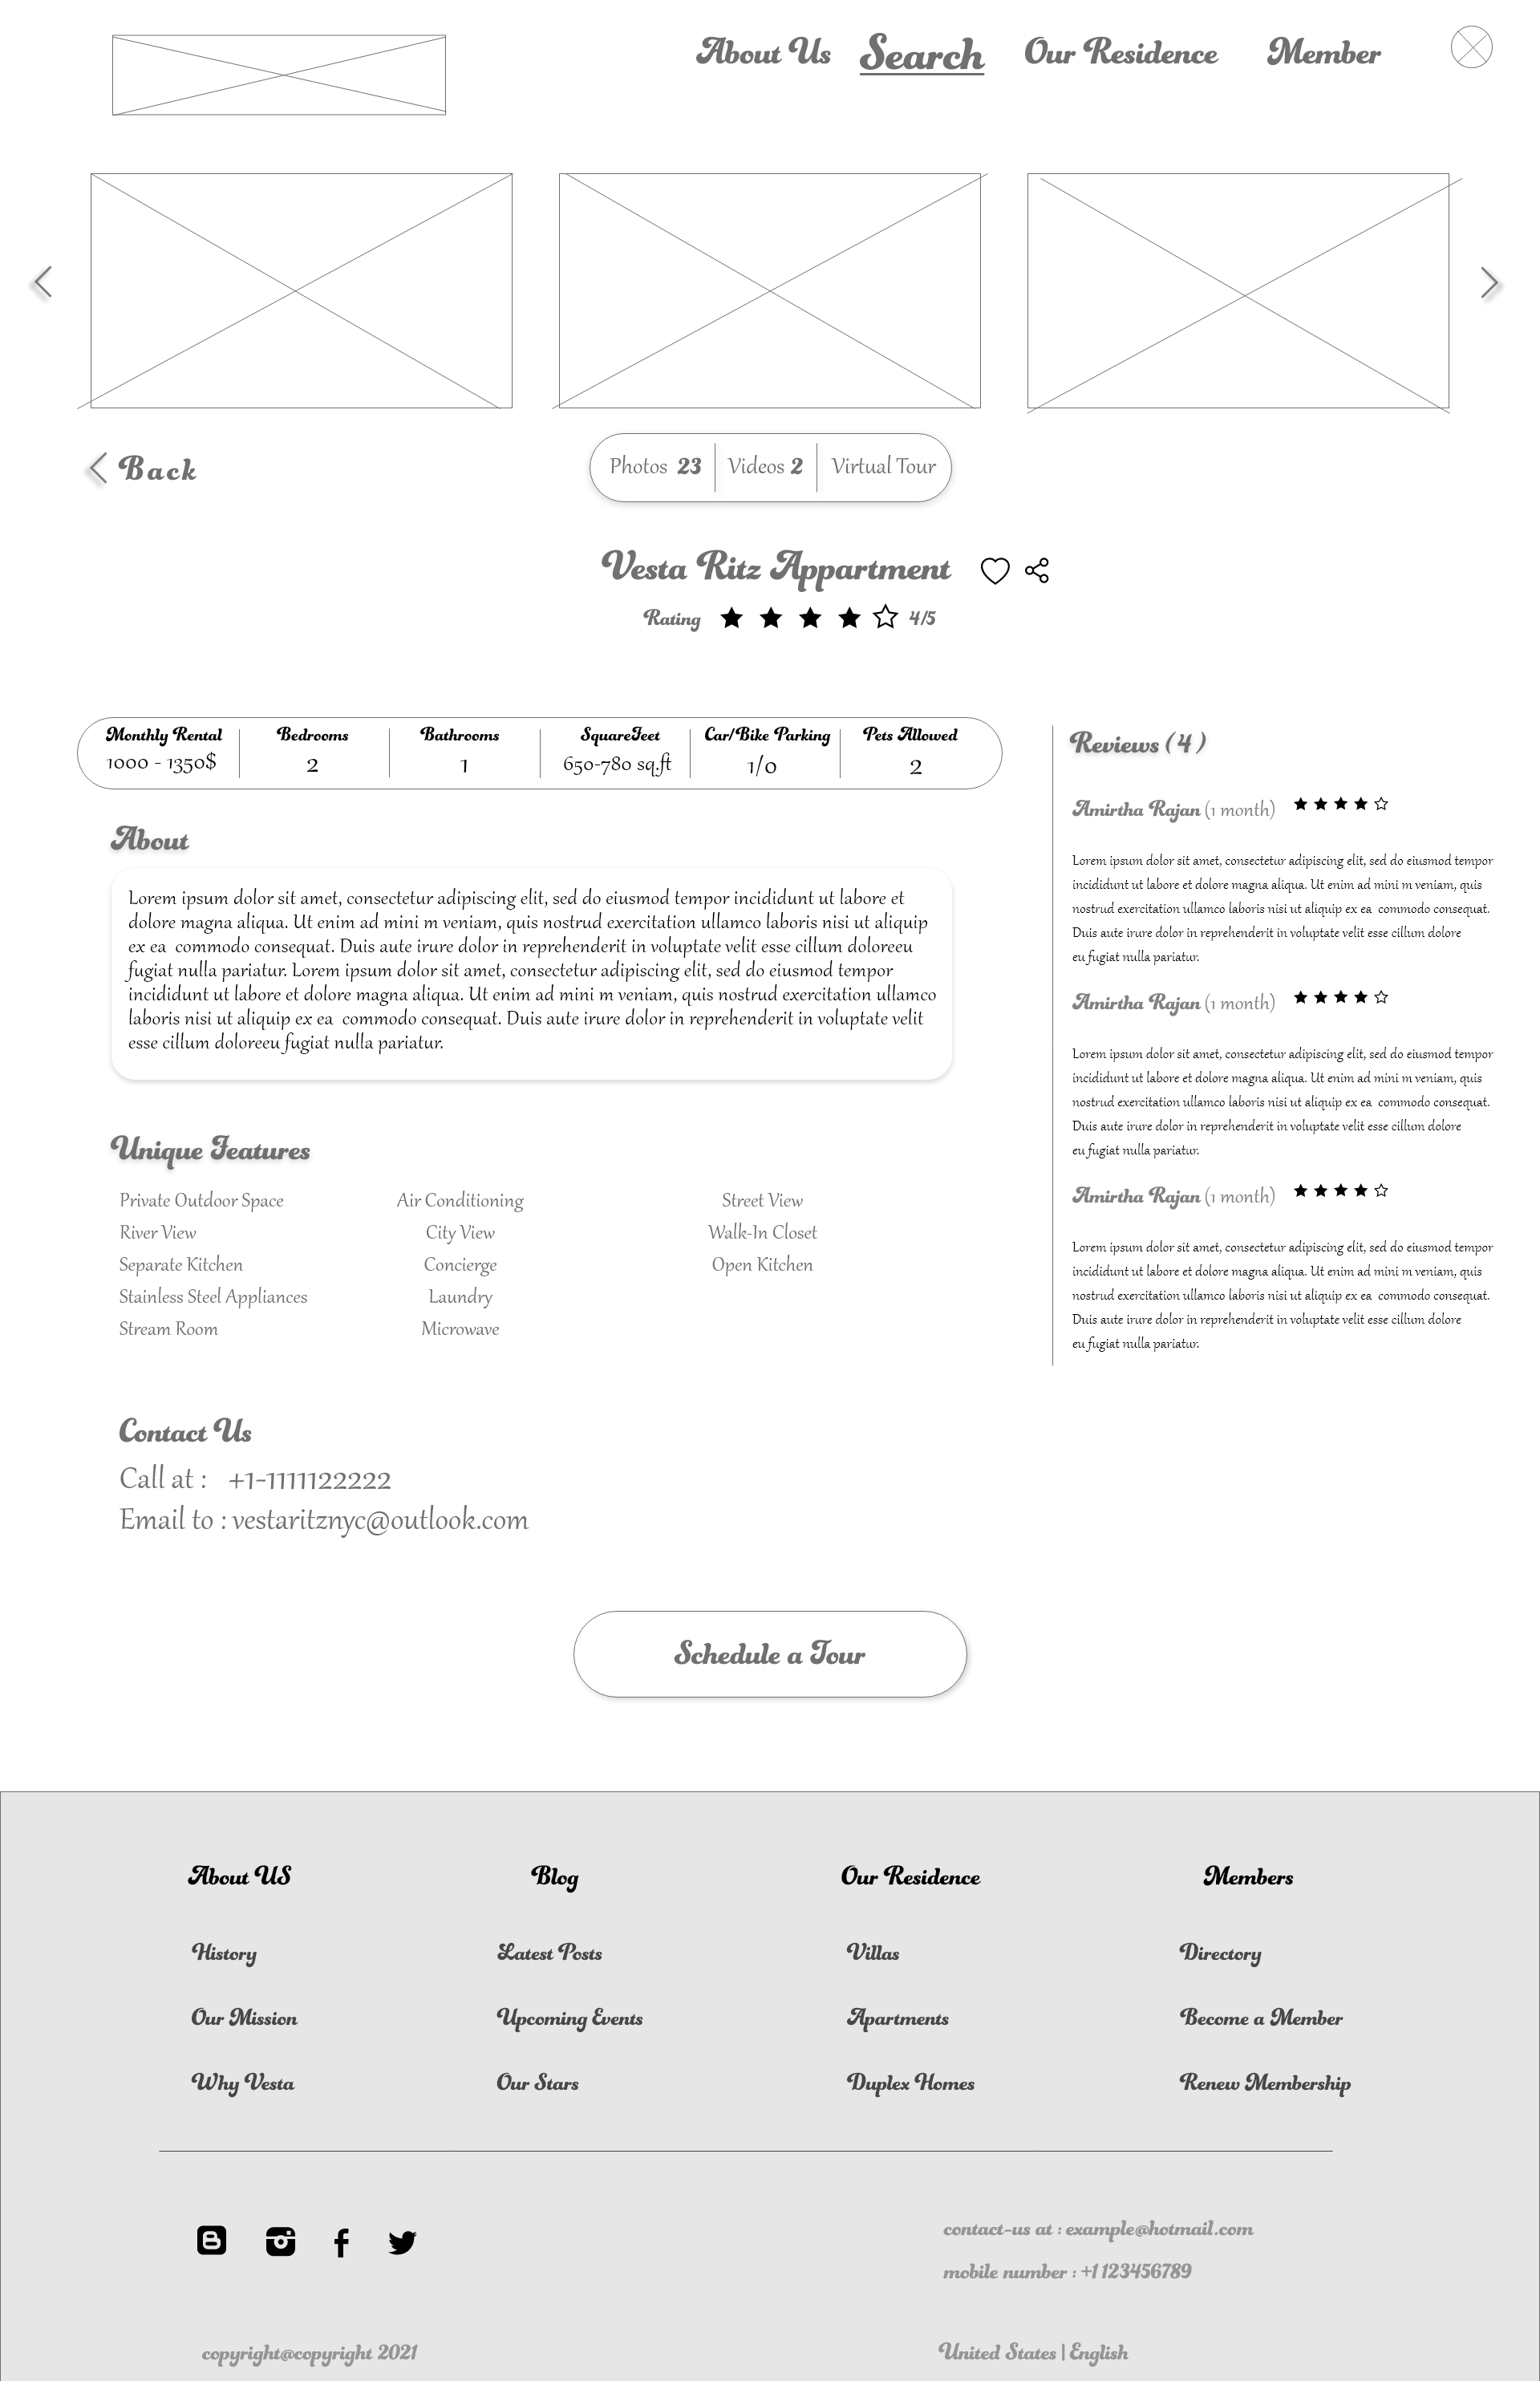 About Us Search Our Residence Member
Back
Photos 23 Videos 2 Virtual Tour
Vesta Ritz Appartment
Rating 4/5
Monthly Rental Bedrooms Bathrooms SquareFeet Car/Bike Parking Pets Allowed
1000 - 1350$ 2 1 650-780 sq.ft 1/0 2
About
Lorem ipsum dolor sit amet, consectetur adipiscing elit, sed do eiusmod tempor incididunt ut labore et
dolore magna aliqua. Ut enim ad mini m veniam, quis nostrud exercitation ullamco laboris nisi ut aliquip
ex ea commodo consequat. Duis aute irure dolor in reprehenderit in voluptate velit esse cillum doloreeu
fugiat nulla pariatur. Lorem ipsum dolor sit amet, consectetur adipiscing elit, sed do eiusmod tempor
incididunt ut labore et dolore magna aliqua. Ut enim ad mini m veniam, quis nostrud exercitation ullamco
laboris nisi ut aliquip ex ea commodo consequat. Duis aute irure dolor in reprehenderit in voluptate velit
esse cillum doloreeu fugiat nulla pariatur.
Unique Features
Private Outdoor Space Air Conditioning Street View
River View City View Walk-In Closet
Separate Kitchen Concierge Open Kitchen
Stainless Steel Appliances Laundry
Stream Room Microwave
Contact Us
Call at : +1-1111122222
Email to : vestaritznyc@outlook.com
Reviews ( 4 )
Amirtha Rajan (1 month)
Lorem ipsum dolor sit amet, consectetur adipiscing elit, sed do eiusmod tempor
incididunt ut labore et dolore magna aliqua. Ut enim ad mini m veniam, quis
nostrud exercitation ullamco laboris nisi ut aliquip ex ea commodo consequat.
Duis aute irure dolor in reprehenderit in voluptate velit esse cillum dolore
eu fugiat nulla pariatur.
Amirtha Rajan (1 month)
Lorem ipsum dolor sit amet, consectetur adipiscing elit, sed do eiusmod tempor
incididunt ut labore et dolore magna aliqua. Ut enim ad mini m veniam, quis
nostrud exercitation ullamco laboris nisi ut aliquip ex ea commodo consequat.
Duis aute irure dolor in reprehenderit in voluptate velit esse cillum dolore
eu fugiat nulla pariatur.
Amirtha Rajan (1 month)
Lorem ipsum dolor sit amet, consectetur adipiscing elit, sed do eiusmod tempor
incididunt ut labore et dolore magna aliqua. Ut enim ad mini m veniam, quis
nostrud exercitation ullamco laboris nisi ut aliquip ex ea commodo consequat.
Duis aute irure dolor in reprehenderit in voluptate velit esse cillum dolore
eu fugiat nulla pariatur.
Schedule a Tour
About US Blog Our Residence Members
History Latest Posts Villas Directory
Our Mission Upcoming Events Apartments Become a Member
Why Vesta Our Stars Duplex Homes Renew Membership
contact-us at : example@hotmail.com
mobile number : +1 123456789
copyright@copyright 2021 United States | English